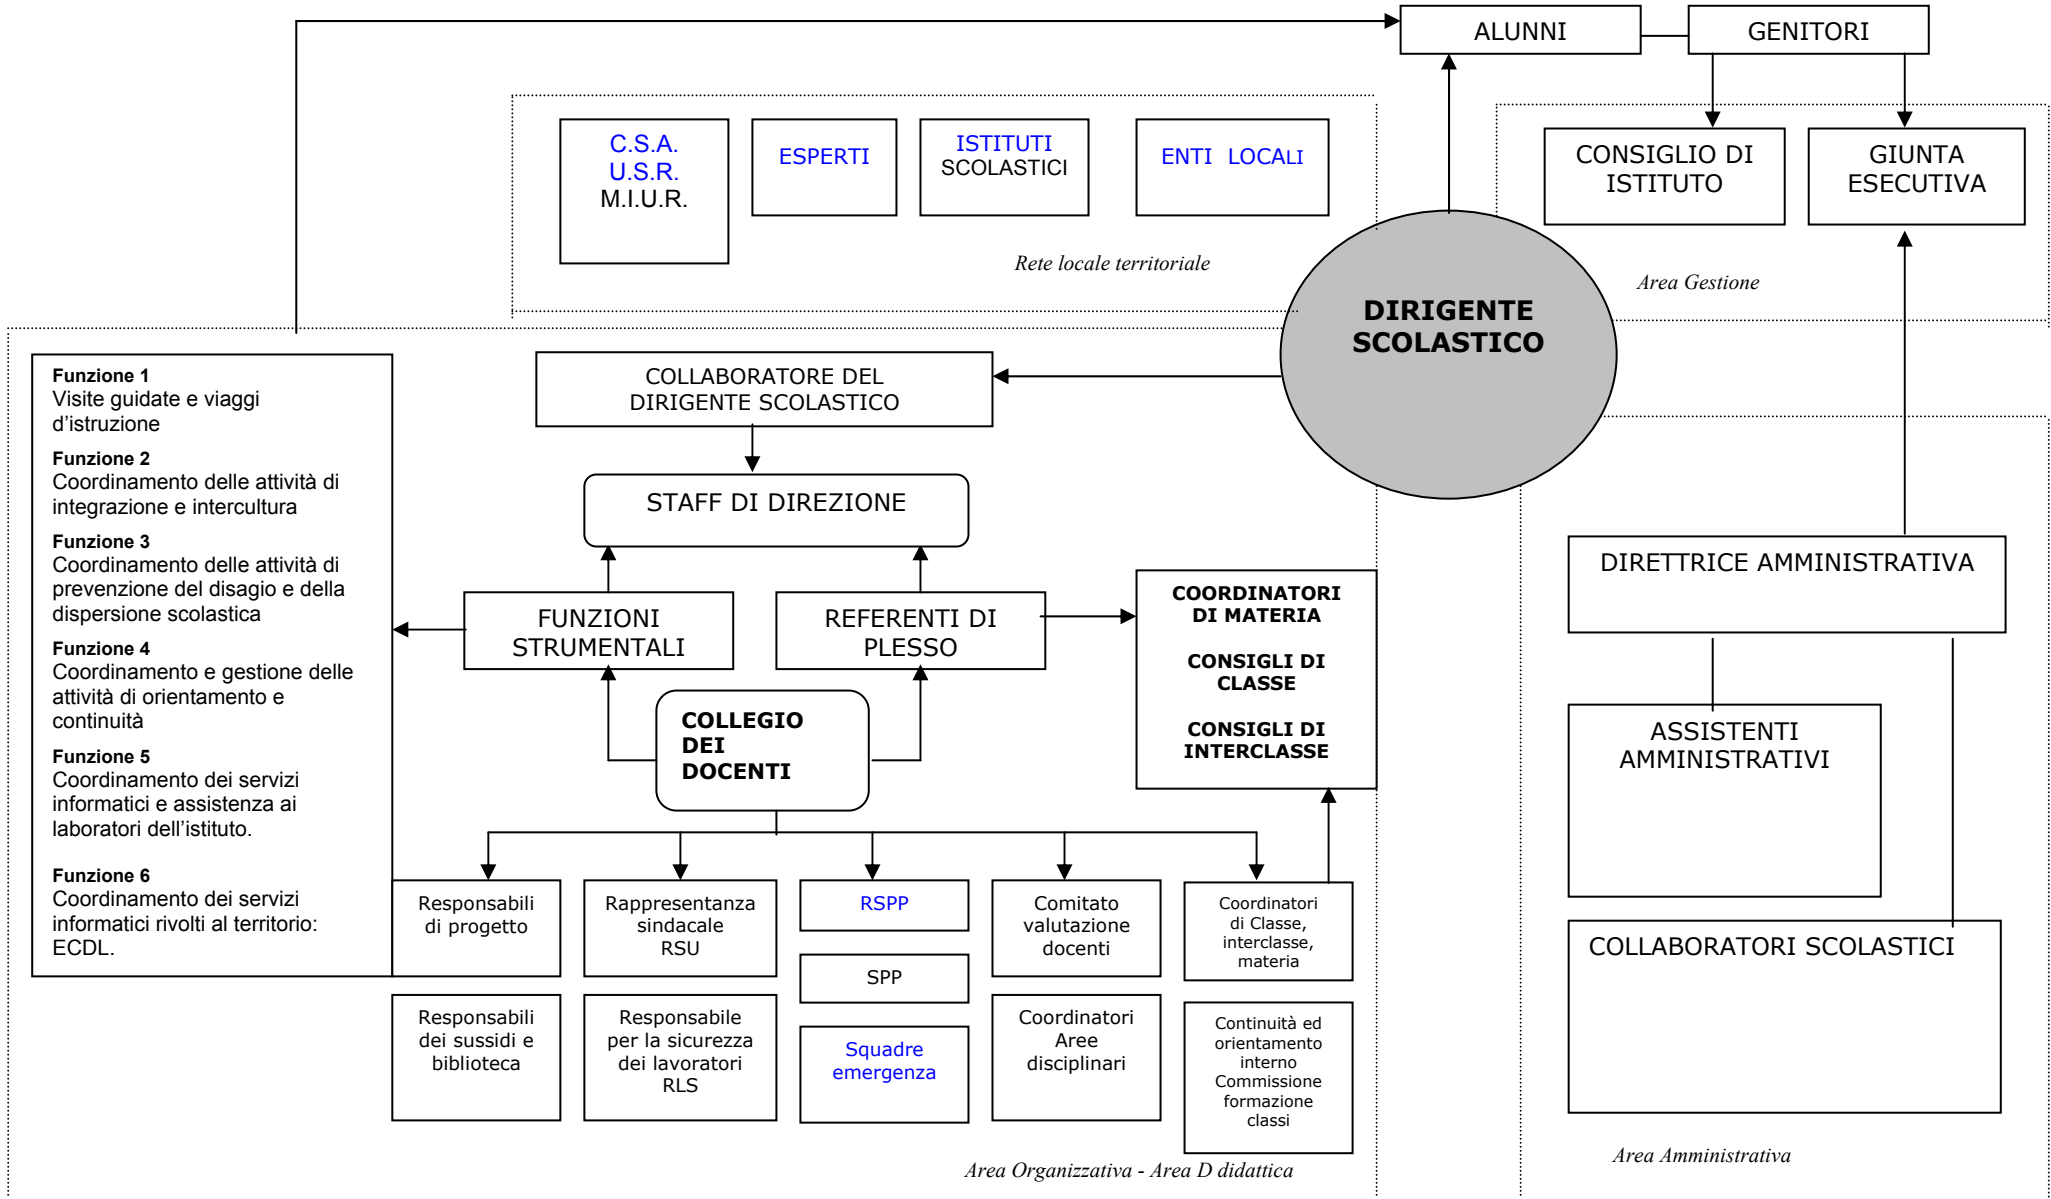 ALUNNI
GENITORI
C.S.A.
U.S.R.
M.I.U.R.
ESPERTI
ISTITUTI
SCOLASTICI
ENTI LOCALI
Rete locale territoriale
CONSIGLIO DI
ISTITUTO
GIUNTA
ESECUTIVA
Area Gestione
DIRIGENTE
SCOLASTICO
Funzione 1
Visite guidate e viaggi
d’istruzione
Funzione 2
Coordinamento delle attività di
integrazione e intercultura
Funzione 3
Coordinamento delle attività di
prevenzione del disagio e della
dispersione scolastica
Funzione 4
Coordinamento e gestione delle
attività di orientamento e
continuità
Funzione 5
Coordinamento dei servizi
informatici e assistenza ai
laboratori dell’istituto.
Funzione 6
Coordinamento dei servizi
informatici rivolti al territorio:
ECDL.
COLLABORATORE DEL
DIRIGENTE SCOLASTICO
STAFF DI DIREZIONE
FUNZIONI
STRUMENTALI
REFERENTI DI
PLESSO
COORDINATORI
DI MATERIA
CONSIGLI DI
CLASSE
CONSIGLI DI
INTERCLASSE
COLLEGIO
DEI
DOCENTI
Responsabili
di progetto
Rappresentanza
sindacale
RSU
RSPP
SPP
Squadre
emergenza
Comitato
valutazione
docenti
Coordinatori
di Classe,
interclasse,
materia
Responsabili
dei sussidi e
biblioteca
Responsabile
per la sicurezza
dei lavoratori
RLS
Coordinatori
Aree
disciplinari
Continuità ed
orientamento
interno
Commissione
formazione
classi
Area Organizzativa - Area D didattica
DIRETTRICE AMMINISTRATIVA
ASSISTENTI
AMMINISTRATIVI
COLLABORATORI SCOLASTICI
Area Amministrativa